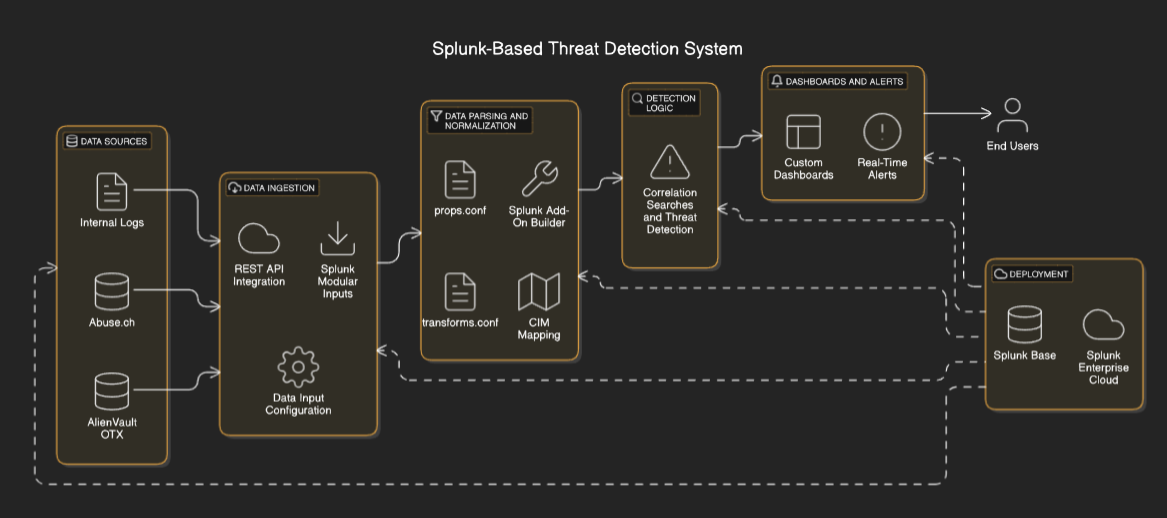 Splunk-Based Threat Detection System
DATA SOURCES
Internal Logs
Abuse.ch
AlienVault
OTX
DATA INGESTION
REST API
Integration
Splunk
Modular
Inputs
Data Input
Configuration
DATA PARSING AND
NORMALIZATION
props.conf
Splunk Add-
On Builder
transforms.conf
CIM
Mapping
DETECTION
LOGIC
Correlation
Searches
and Threat
Detection
DASHBOARDS AND ALERTS
Custom
Dashboards
Real-Time
Alerts
End Users
DEPLOYMENT
Splunk Base
Splunk
Enterprise
Cloud